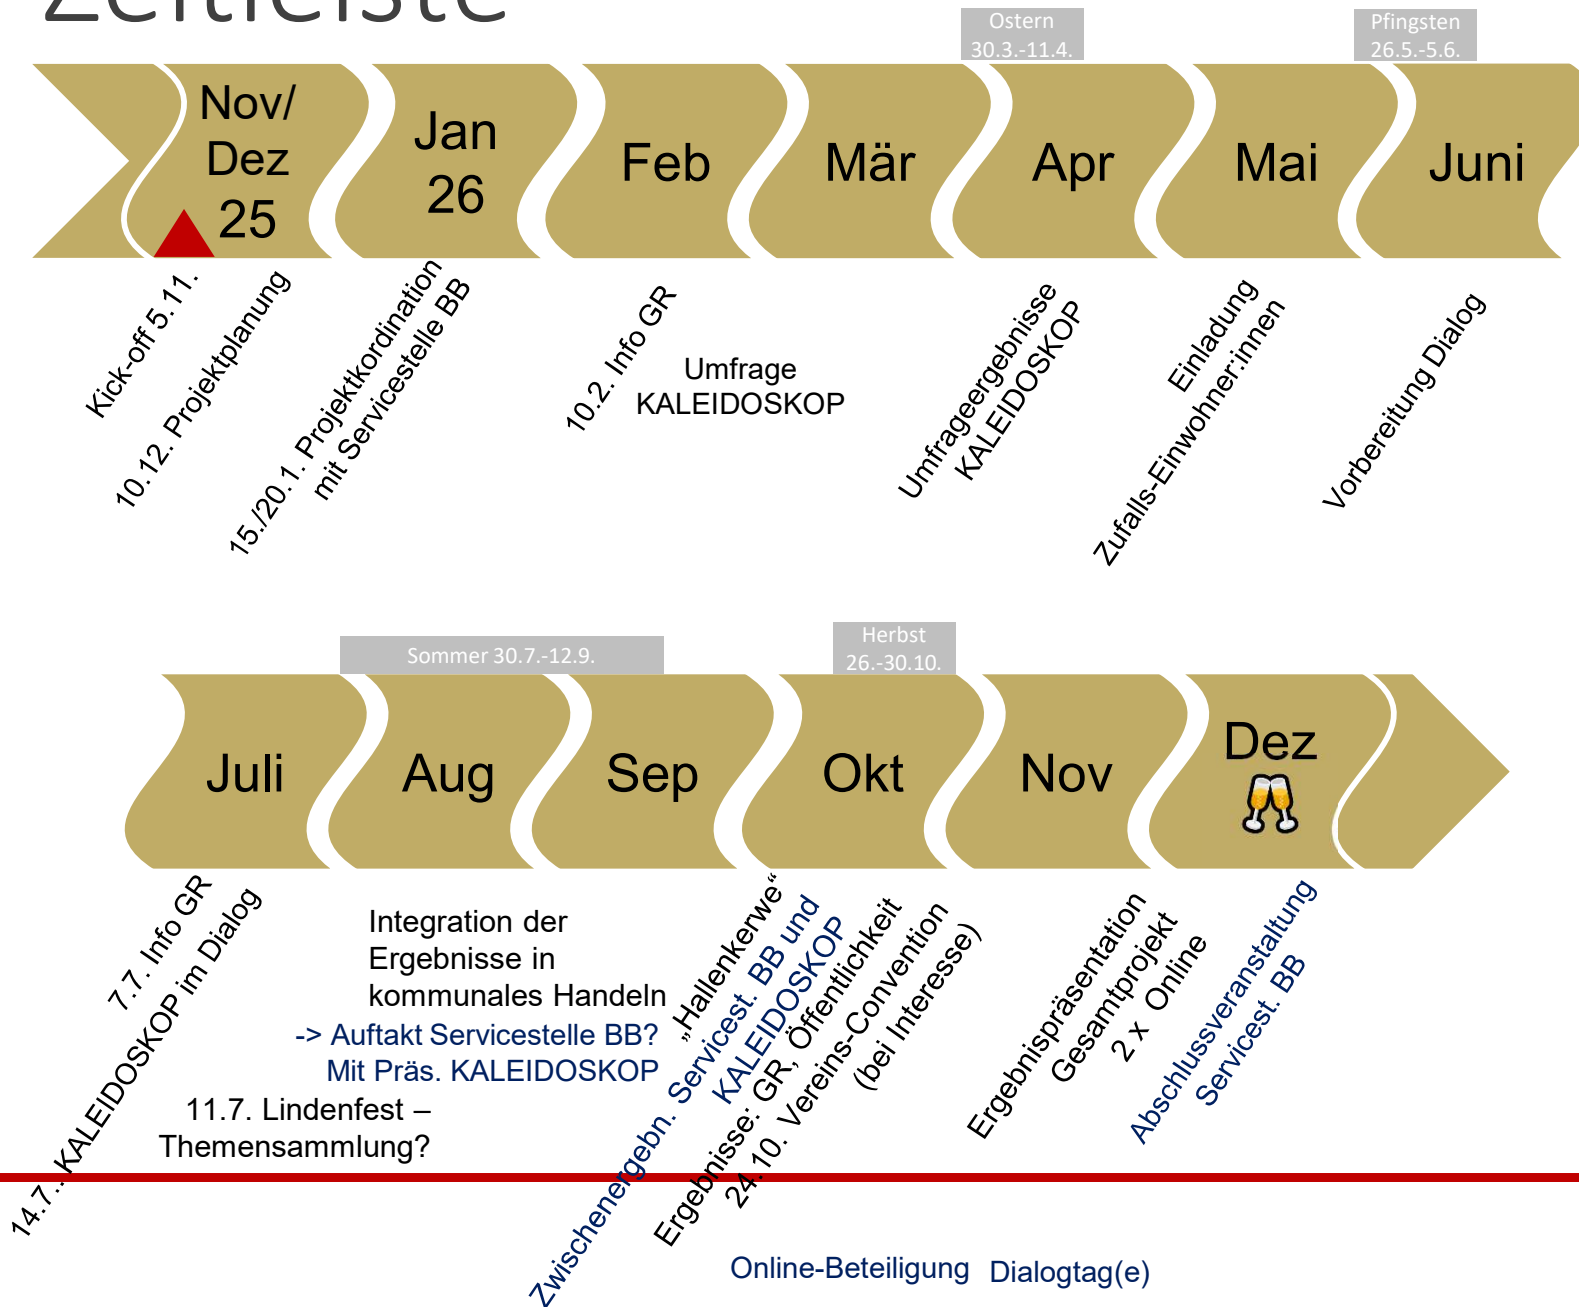 Zeitleiste
Ostern
30.3.-11.4.
Pfingsten
26.5.-5.6.
Nov/
Dez
25
Jan
26
Feb
Mär
Apr
Mai
Juni
Kick-off 5.11.
10.12. Projektplanung
15./20.1. Projektkordination
mit Servicestelle BB
10.2. Info GR
Umfrage
KALEIDOSKOP
Umfrageergebnisse
KALEIDOSKOP
Einladung
Zufalls-Einwohner:innen
Vorbereitung Dialog
Sommer 30.7.-12.9.
Herbst
26.-30.10.
Juli
Aug
Sep
Okt
Nov
Dez
7.7. Info GR
14.7.. KALEIDOSKOP im Dialog
Integration der
Ergebnisse in
kommunales Handeln
-> Auftakt Servicestelle BB?
Mit Präs. KALEIDOSKOP
11.7. Lindenfest –
Themensammlung?
„Hallenkerwe“
Zwischenergebn. Servicest. BB und
KALEIDOSKOP
Ergebnisse: GR, Öffentlichkeit
24.10. Vereins-Convention
(bei Interesse)
Ergebnispräsentation
Gesamtprojekt
2 x Online
Abschlussveranstaltung
Servicest. BB
Online-Beteiligung
Dialogtag(e)